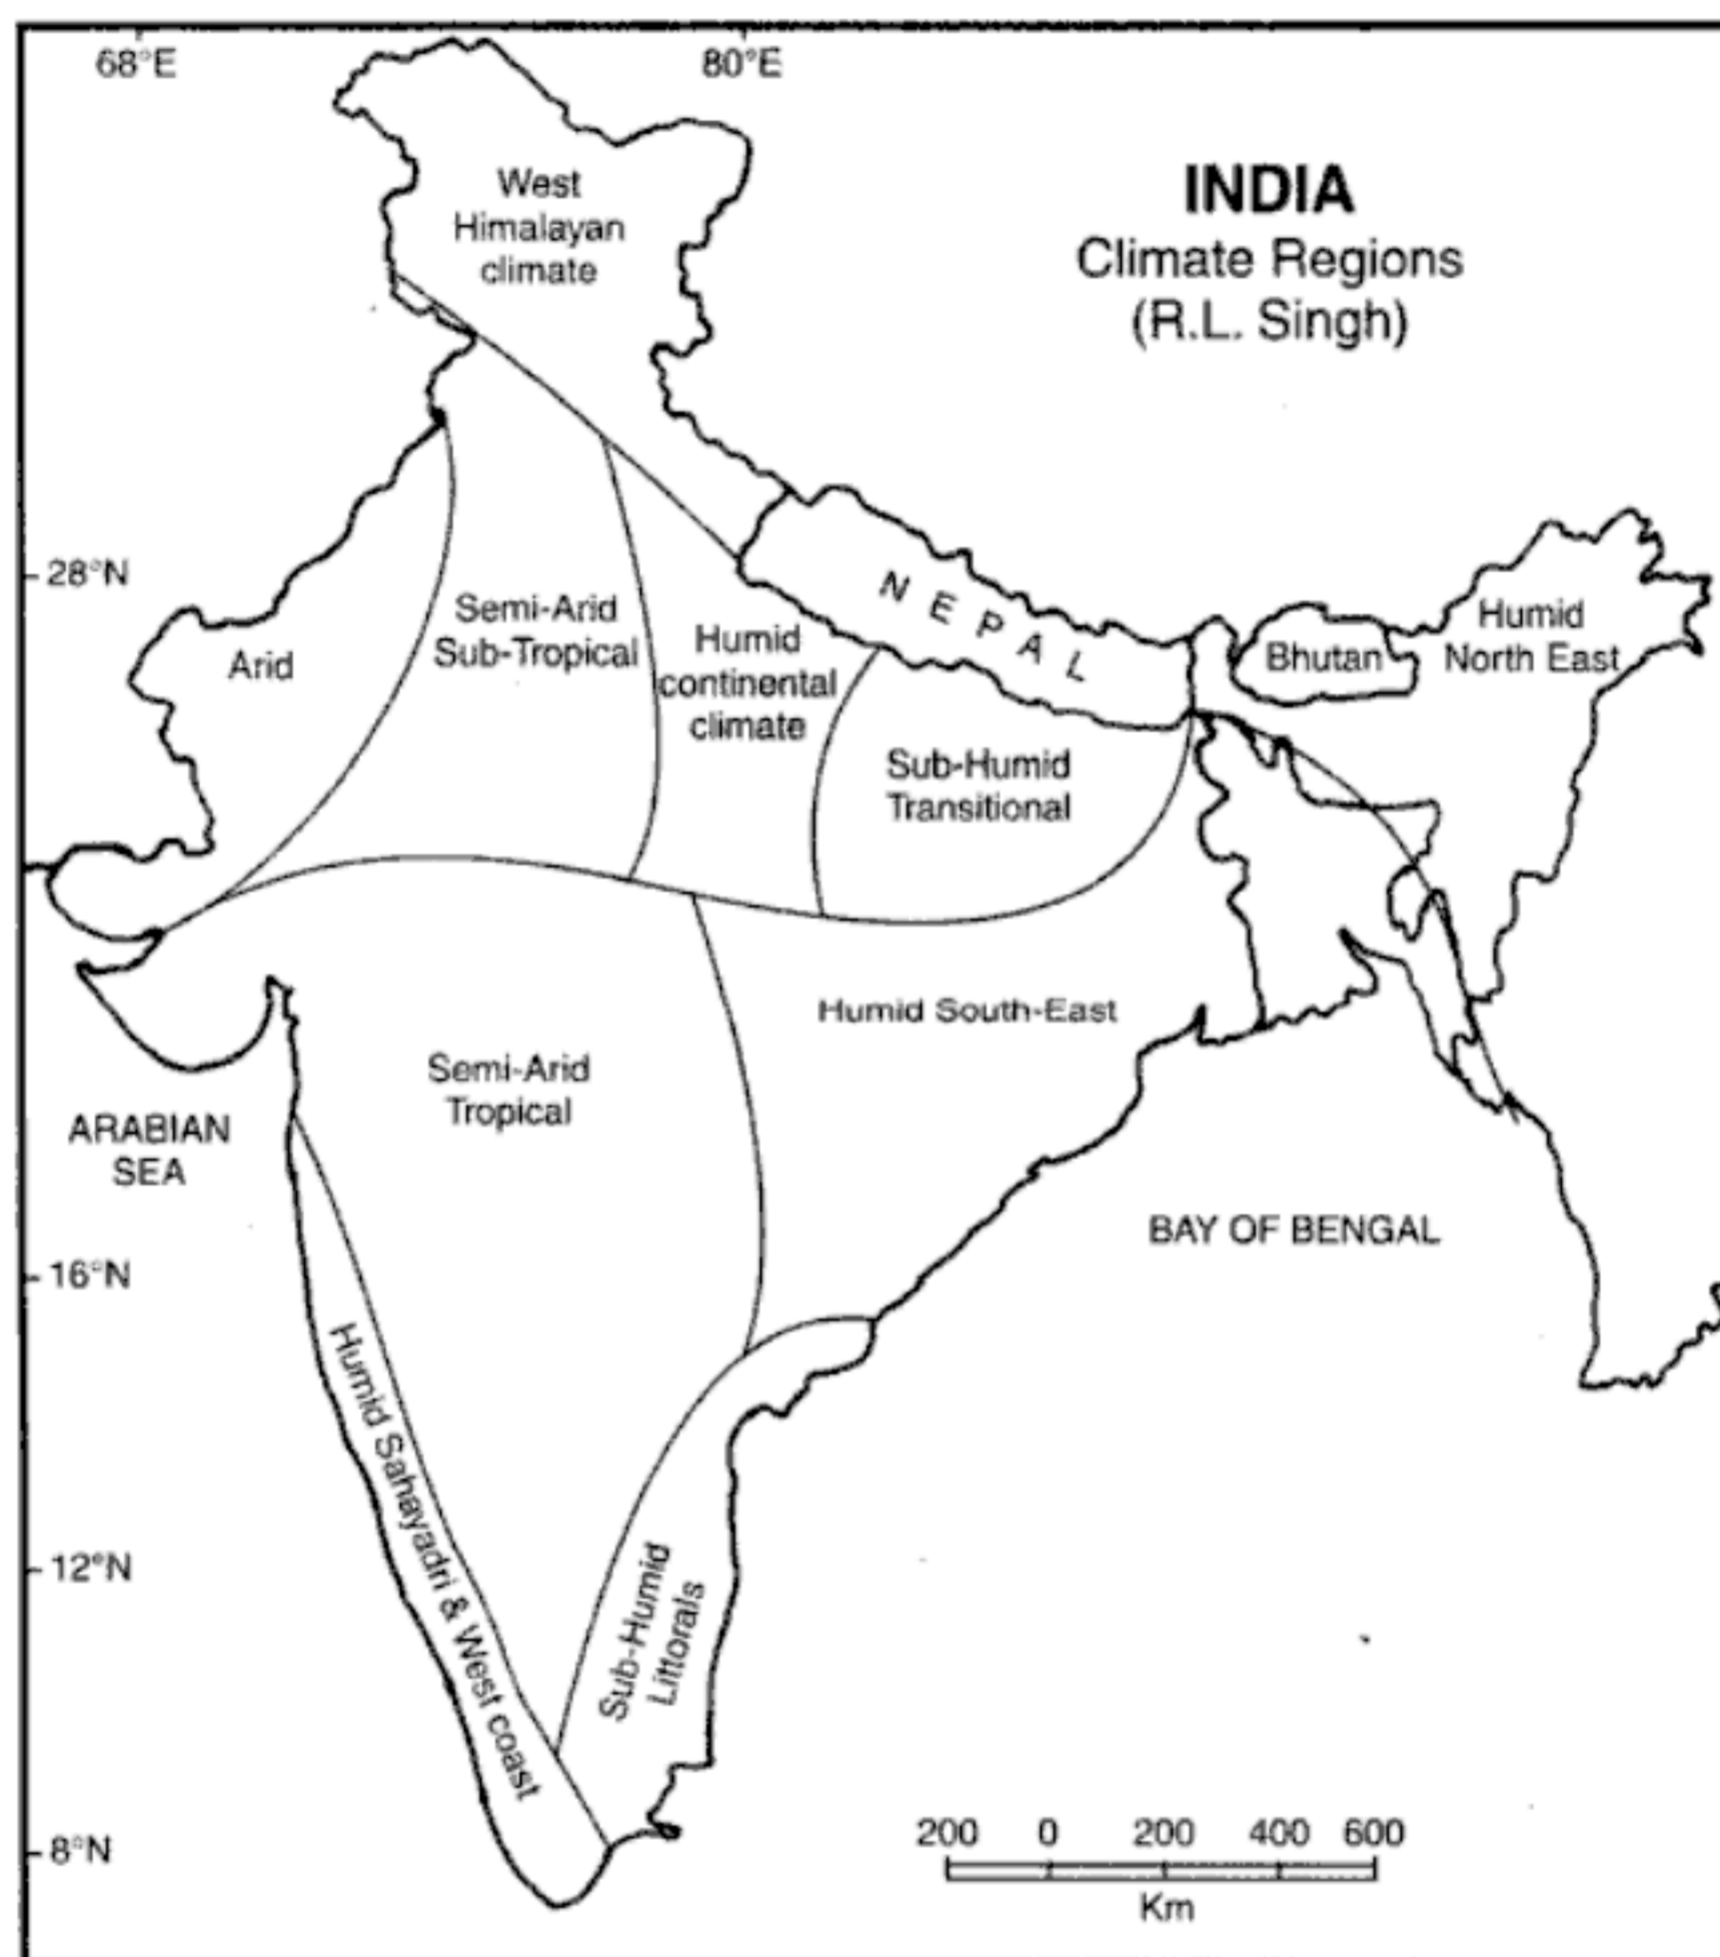 68°E
80°E
INDIA
Climate Regions
(R.L. Singh)
West
Himalayan
climate
28°N
Semi-Arid
Sub-Tropical
Arid
Humid
continental
climate
NEPAL
Bhutan
Humid
North East
Sub-Humid
Transitional
Humid South-East
Semi-Arid
Tropical
ARABIAN
SEA
BAY OF BENGAL
16°N
Humid Sahayadri & West coast
12°N
Sub-Humid
Littorals
8°N
200 0 200 400 600
Km